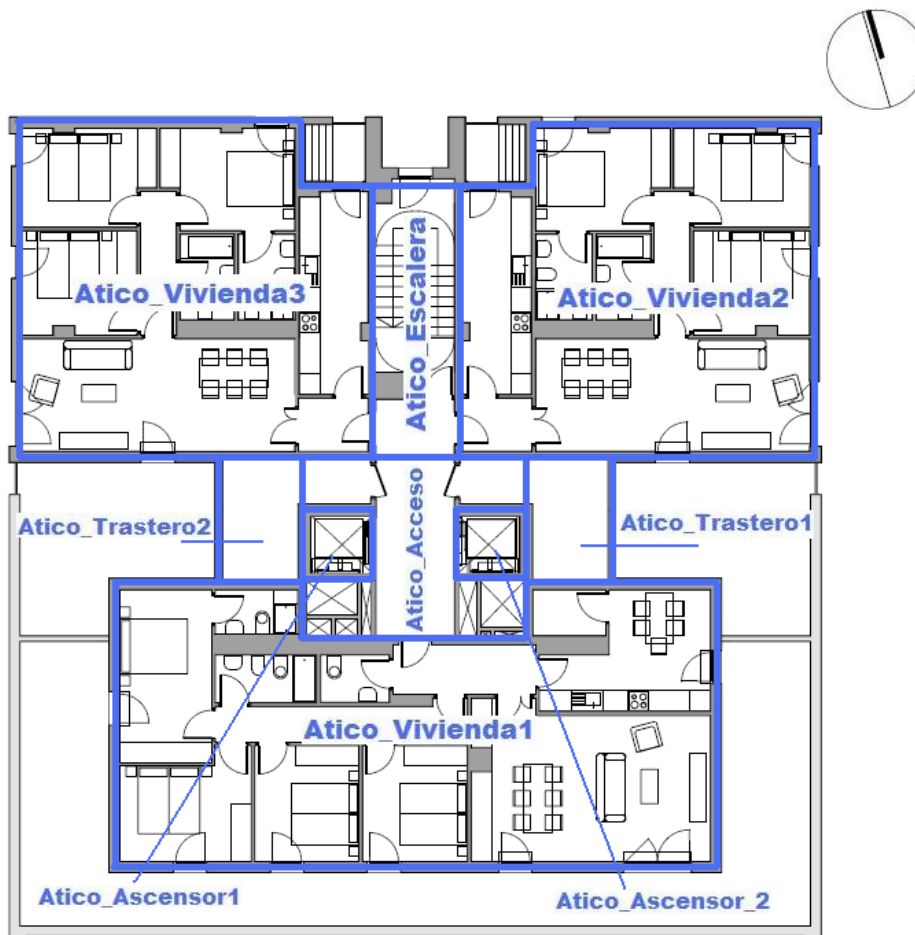 Atico_Vivienda3
Atico_Escalera
Atico_Vivienda2
Atico_Trastero2
Atico_Acceso
Atico_Trastero1
Atico_Vivienda1
Atico_Ascensor1
Atico_Ascensor_2